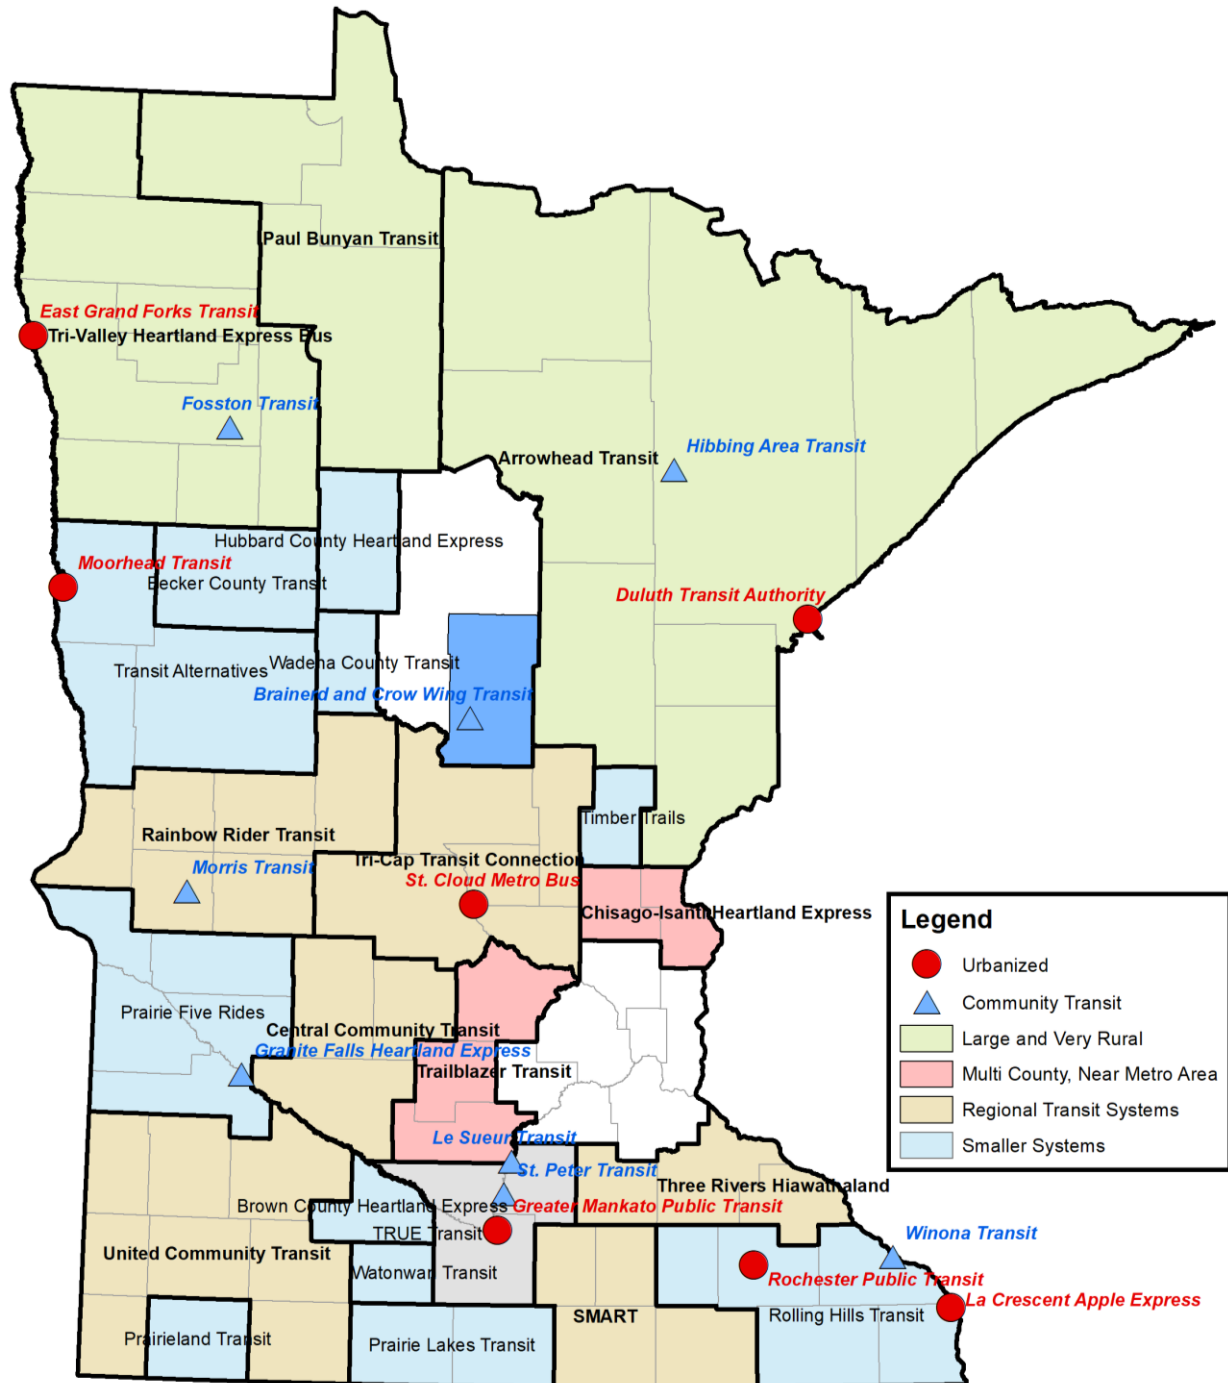 Paul Bunyan Transit
East Grand Forks Transit
Tri-Valley Heartland Express Bus
Fosston Transit
Hibbing Area Transit
Arrowhead Transit
Hubbard County Heartland Express
Moorhead Transit
Becker County Transit
Duluth Transit Authority
Wadena County Transit
Transit Alternatives
Brainerd and Crow Wing Transit
Timber Trails
Rainbow Rider Transit
Tri-Cap Transit Connection
Morris Transit
St. Cloud Metro Bus
Chisago-Isanti Heartland Express
Legend
Urbanized
Community Transit
Large and Very Rural
Multi County, Near Metro Area
Regional Transit Systems
Smaller Systems
Prairie Five Rides
Central Community Transit
Granite Falls Heartland Express
Trailblazer Transit
Le Sueur Transit
St. Peter Transit
Three Rivers Hiawathaland
Brown County Heartland Express
Greater Mankato Public Transit
TRUE Transit
Winona Transit
United Community Transit
Watonwan Transit
Rochester Public Transit
La Crescent Apple Express
SMART
Rolling Hills Transit
Prairieland Transit
Prairie Lakes Transit